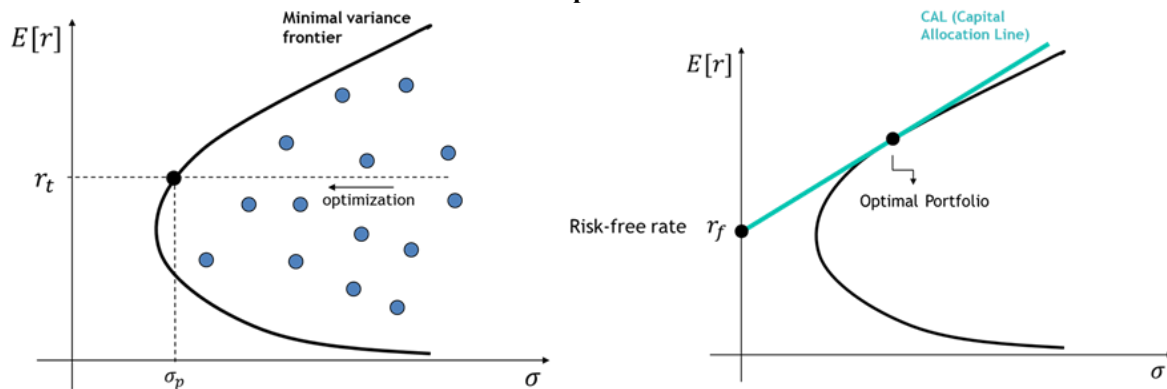 Minimal variance
frontier
E[r]
r_t
optimization
σ_p
σ
CAL (Capital
Allocation Line)
E[r]
Optimal Portfolio
Risk-free rate r_f
σ